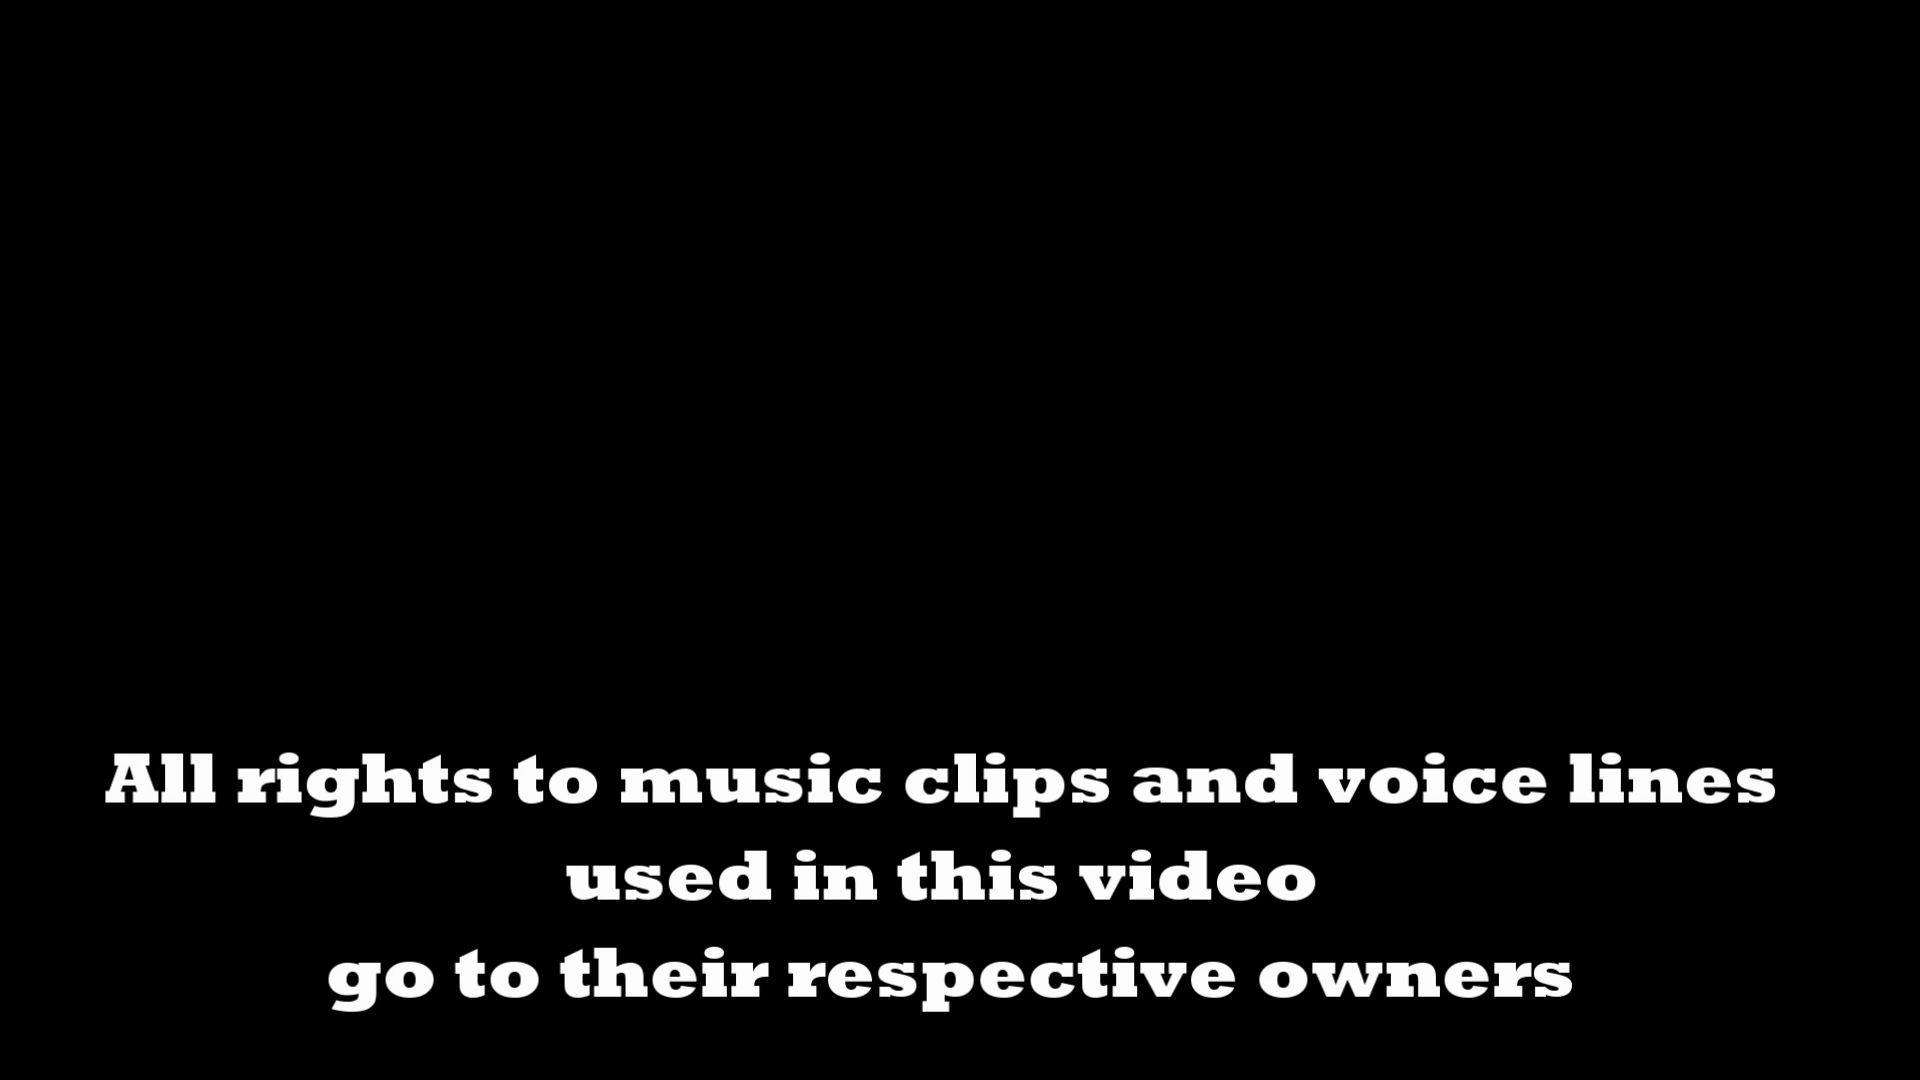 All rights to music clips and voice lines
used in this video
go to their respective owners